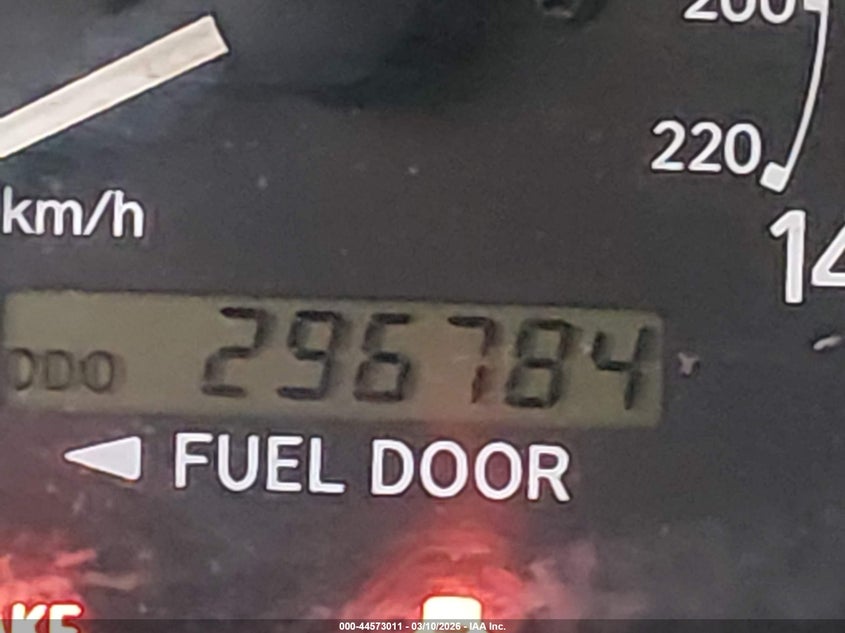 200
220
km/h
14
ODO 296784
FUEL DOOR
000-44573011 - 03/10/2026 - IAA Inc.